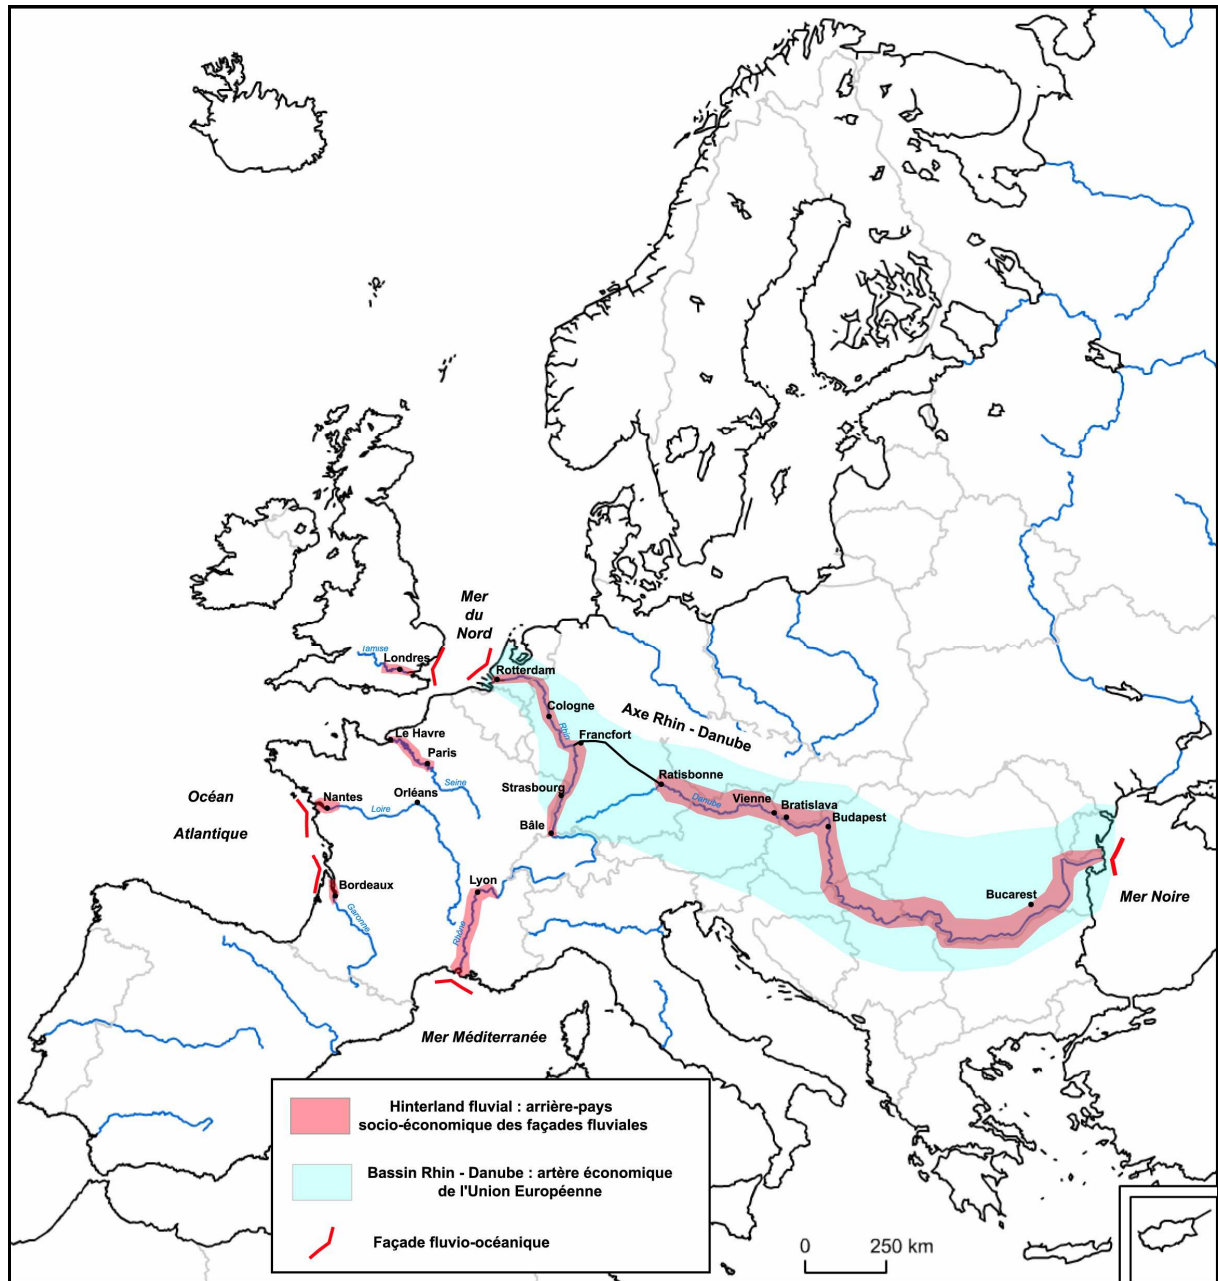 Mer
du
Nord
Tamise
Londres
Rotterdam
Cologne
Rhin
Axe Rhin - Danube
Francfort
Le Havre
Paris
Seine
Ratisbonne
Danube
Vienne
Bratislava
Budapest
Strasbourg
Orléans
Nantes
Loire
Océan
Atlantique
Bâle
Lyon
Bordeaux
Garonne
Rhône
Bucarest
Mer Noire
Mer Méditerranée
Hinterland fluvial : arrière-pays
socio-économique des façades fluviales
Bassin Rhin - Danube : artère économique
de l'Union Européenne
Façade fluvio-océanique
0 250 km